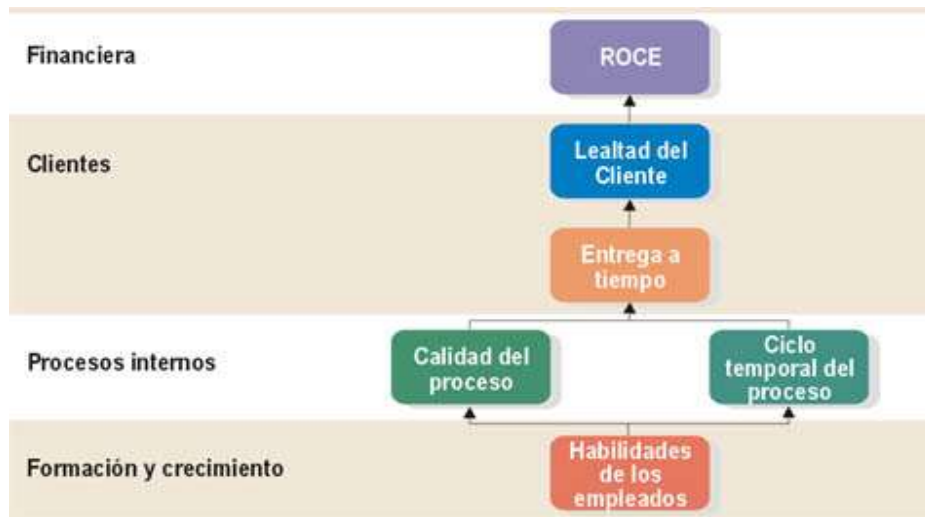 Financiera
ROCE
Clientes
Lealtad del
Cliente
Entrega a
tiempo
Procesos internos
Calidad del
proceso
Ciclo
temporal del
proceso
Formación y crecimiento
Habilidades
de los
empleados